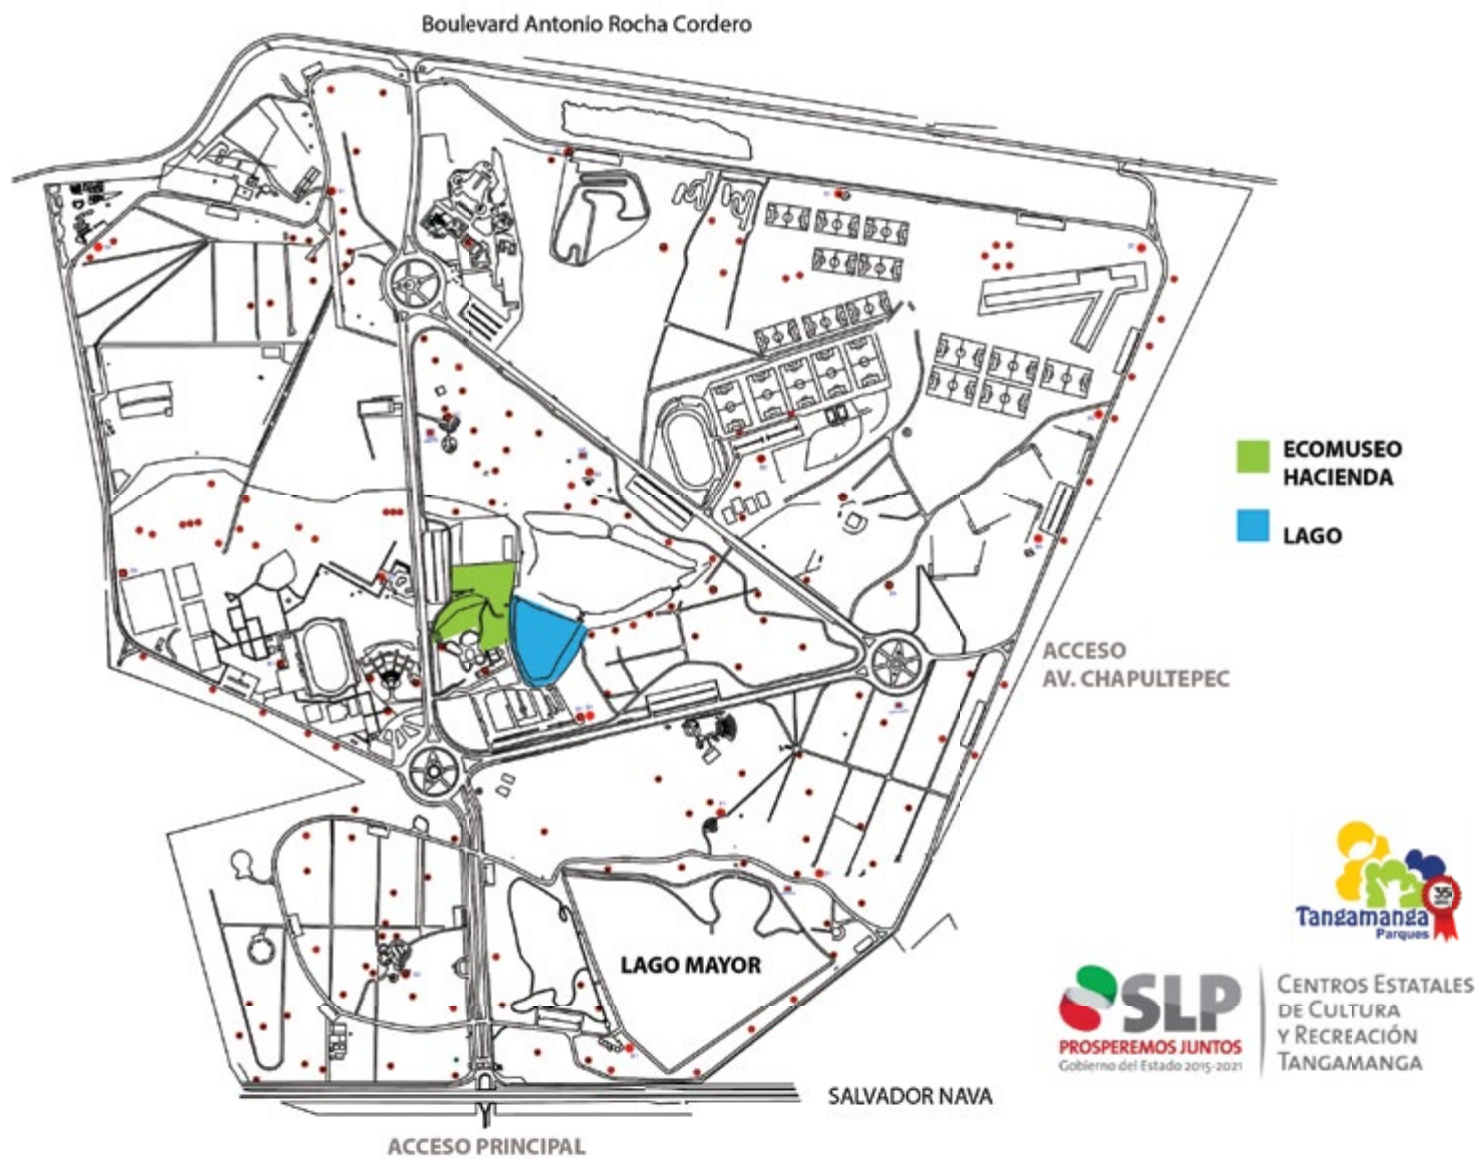 Boulevard Antonio Rocha Cordero
ECOMUSEO
HACIENDA
LAGO
ACCESO
AV. CHAPULTEPEC
LAGO MAYOR
35
Tangamanga
Parques
SLP
PROSPEREMOS JUNTOS
Gobierno del Estado 2015-2021
CENTROS ESTATALES
DE CULTURA
Y RECREACIÓN
TANGAMANGA
SALVADOR NAVA
ACCESO PRINCIPAL